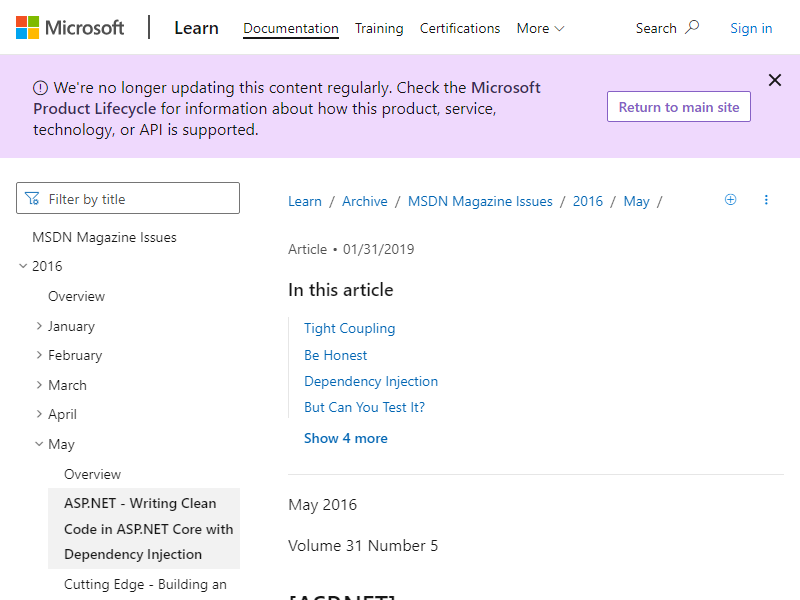 Microsoft
Learn
Documentation
Training
Certifications
More
Search
Sign in
We're no longer updating this content regularly. Check the Microsoft
Product Lifecycle for information about how this product, service,
technology, or API is supported.
Return to main site
Filter by title
MSDN Magazine Issues
2016
Overview
January
February
March
April
May
Overview
ASP.NET - Writing Clean
Code in ASP.NET Core with
Dependency Injection
Cutting Edge - Building an
Learn / Archive / MSDN Magazine Issues / 2016 / May /
Article • 01/31/2019
In this article
Tight Coupling
Be Honest
Dependency Injection
But Can You Test It?
Show 4 more
May 2016
Volume 31 Number 5
[ASP.NET]